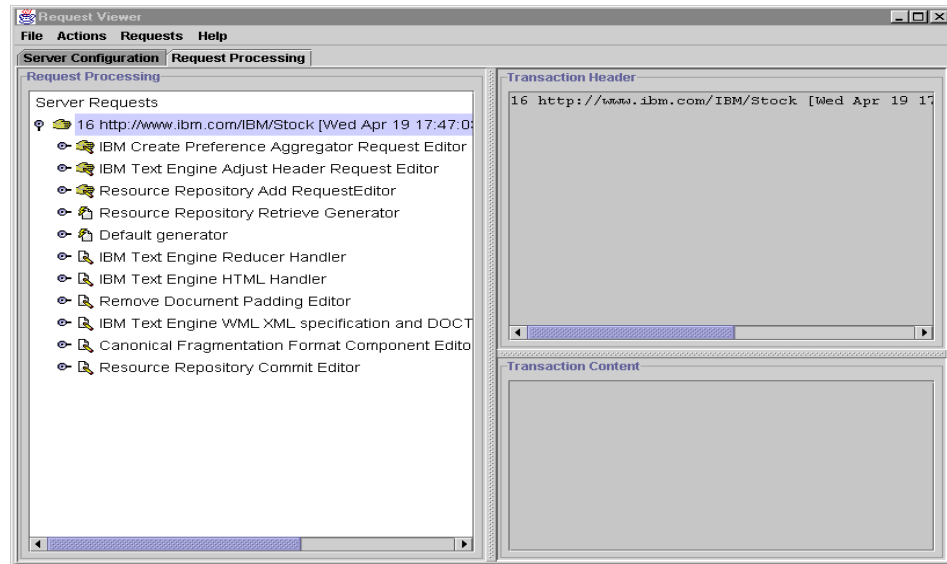 Request Viewer
File Actions Requests Help
Server Configuration Request Processing
Request Processing
Server Requests
16 http://www.ibm.com/IBM/Stock [Wed Apr 19 17:47:0
IBM Create Preference Aggregator Request Editor
IBM Text Engine Adjust Header Request Editor
Resource Repository Add RequestEditor
Resource Repository Retrieve Generator
Default generator
IBM Text Engine Reducer Handler
IBM Text Engine HTML Handler
Remove Document Padding Editor
IBM Text Engine WML XML specification and DOCT
Canonical Fragmentation Format Component Edito
Resource Repository Commit Editor
Transaction Header
16 http://www.ibm.com/IBM/Stock [Wed Apr 19 17
Transaction Content